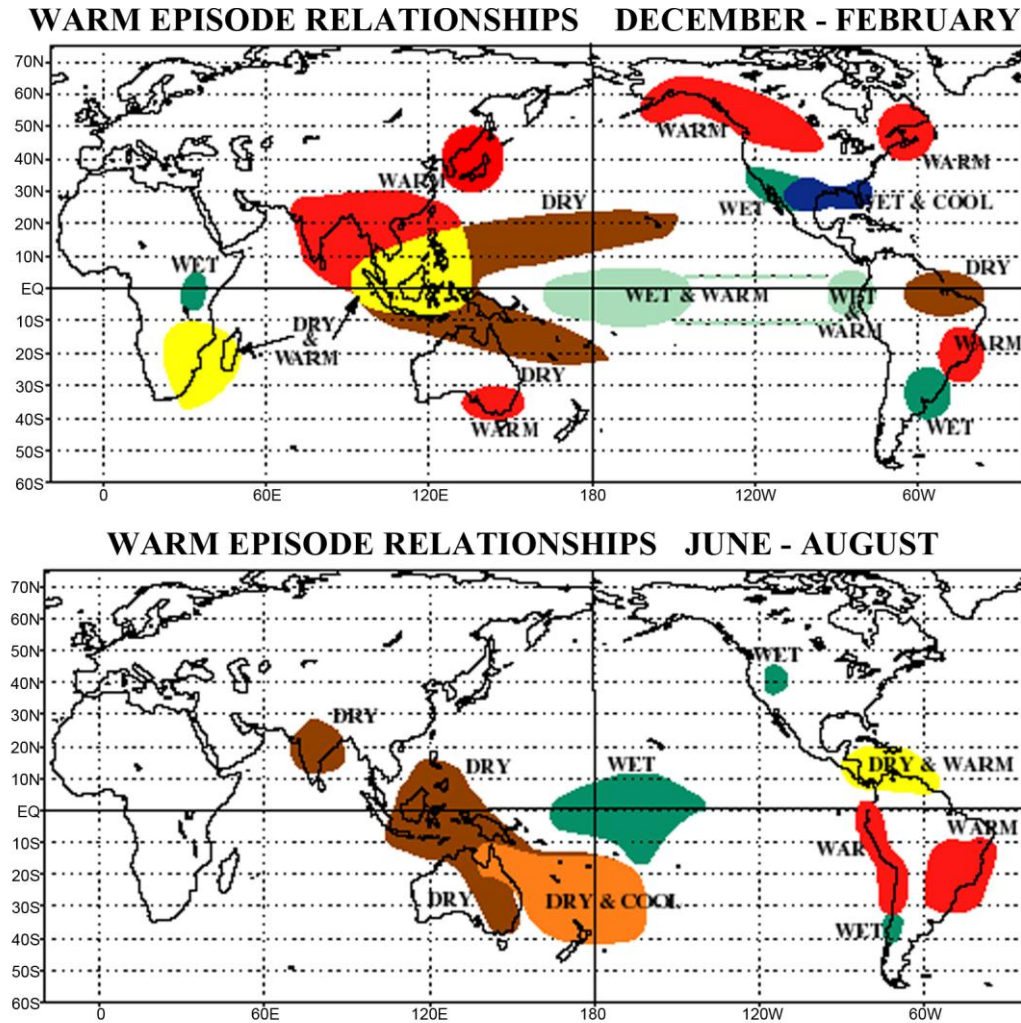 WARM EPISODE RELATIONSHIPS DECEMBER - FEBRUARY
70N
60N
WARM
50N
40N
WARM
WARM
30N
DRY
WET
ET & COOL
20N
10N
WET
DRY
EQ
WET & WARM
WET
&
WARM
10S
DRY
&
WARM
20S
WARM
30S
DRY
40S
WARM
WET
50S
60S
0 60E 120E 180 120W 60W
WARM EPISODE RELATIONSHIPS JUNE - AUGUST
70N
60N
50N
WET
40N
30N
DRY
20N
DRY
WET
DRY & WARM
10N
EQ
WARM
10S
WAR
20S
30S
DRY
DRY & COOL
40S
WET
50S
60S
0 60E 120E 180 120W 60W